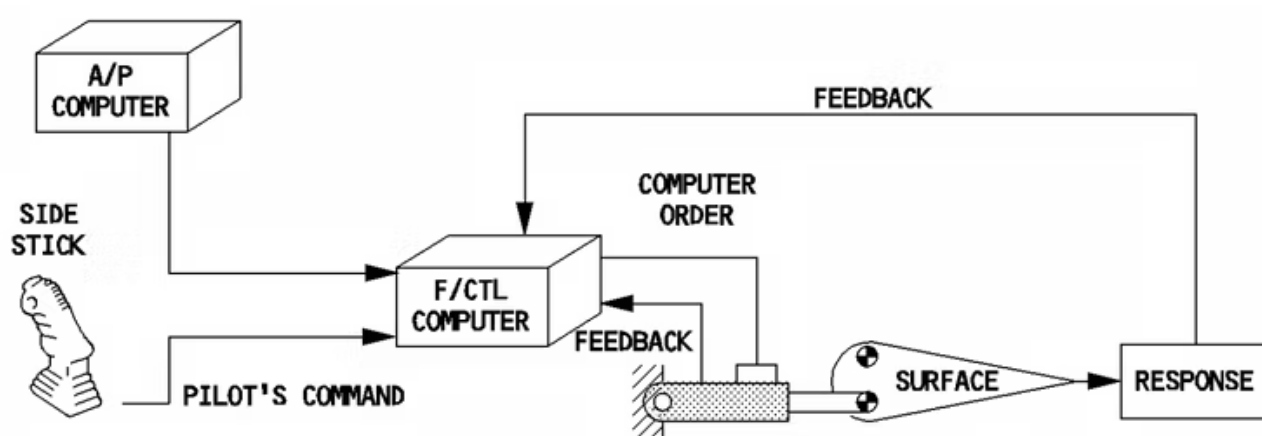 A/P
COMPUTER
FEEDBACK
COMPUTER
ORDER
SIDE
STICK
F/CTL
COMPUTER
FEEDBACK
SURFACE
RESPONSE
PILOT'S COMMAND